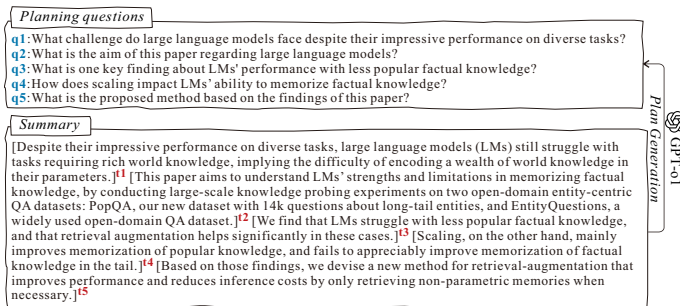 Planning questions
q1:What challenge do large language models face despite their impressive performance on diverse tasks?
q2:What is the aim of this paper regarding large language models?
q3:What is one key finding about LMs' performance with less popular factual knowledge?
q4:How does scaling impact LMs' ability to memorize factual knowledge?
q5:What is the proposed method based on the findings of this paper?
Summary
[Despite their impressive performance on diverse tasks, large language models (LMs) still struggle with
tasks requiring rich world knowledge, implying the difficulty of encoding a wealth of world knowledge in
their parameters.]t1 [This paper aims to understand LMs' strengths and limitations in memorizing factual
knowledge, by conducting large-scale knowledge probing experiments on two open-domain entity-centric
QA datasets: PopQA, our new dataset with 14k questions about long-tail entities, and EntityQuestions, a
widely used open-domain QA dataset.]t2 [We find that LMs struggle with less popular factual knowledge,
and that retrieval augmentation helps significantly in these cases.]t3 [Scaling, on the other hand, mainly
improves memorization of popular knowledge, and fails to appreciably improve memorization of factual
knowledge in the tail.]t4 [Based on those findings, we devise a new method for retrieval-augmentation that
improves performance and reduces inference costs by only retrieving non-parametric memories when
necessary.]t5
Plan Generation
GPT-o1